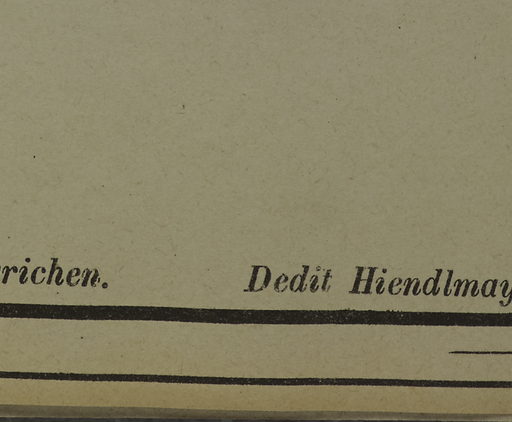 richen. Dedit Hiendlmay